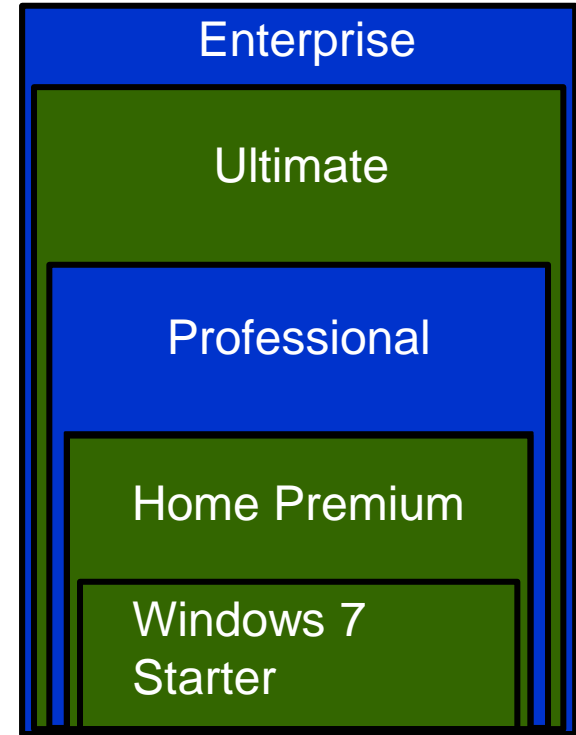 Enterprise
Ultimate
Professional
Home Premium
Windows 7
Starter